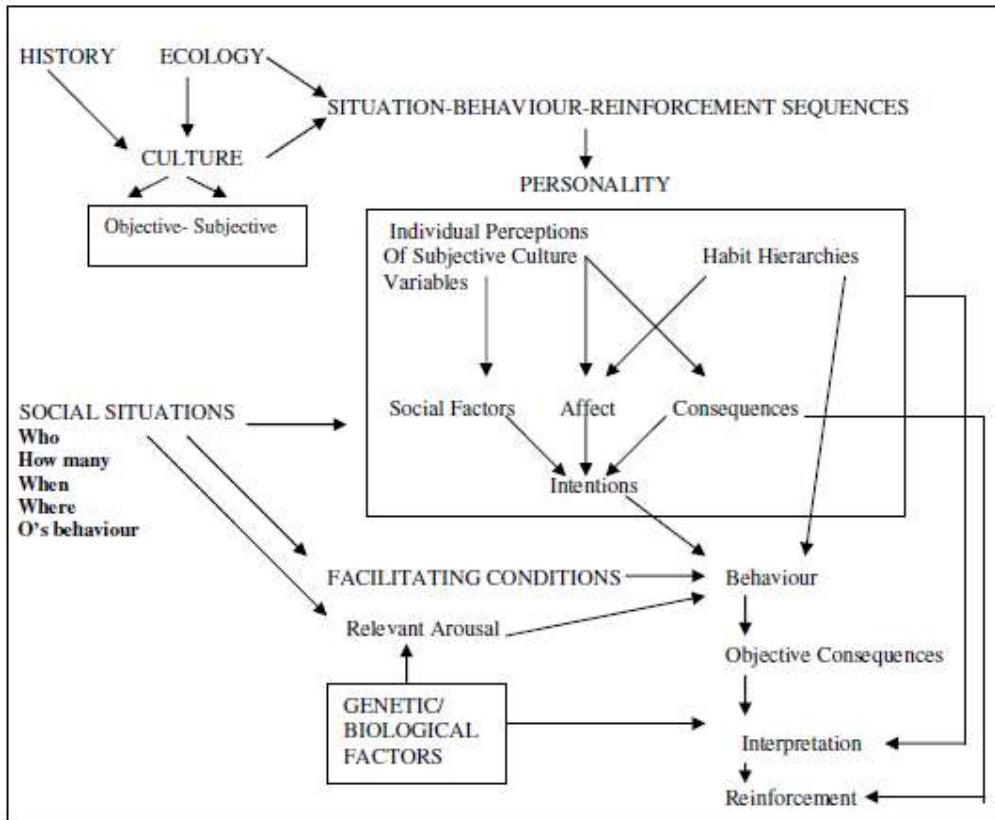 HISTORY
ECOLOGY
SITUATION-BEHAVIOUR-REINFORCEMENT SEQUENCES
CULTURE
PERSONALITY
Objective- Subjective
Individual Perceptions
Of Subjective Culture
Variables
Habit Hierarchies
SOCIAL SITUATIONS
Who
How many
When
Where
O's behaviour
Social Factors
Affect
Consequences
Intentions
FACILITATING CONDITIONS
Behaviour
Relevant Arousal
Objective Consequences
GENETIC/
BIOLOGICAL
FACTORS
Interpretation
Reinforcement